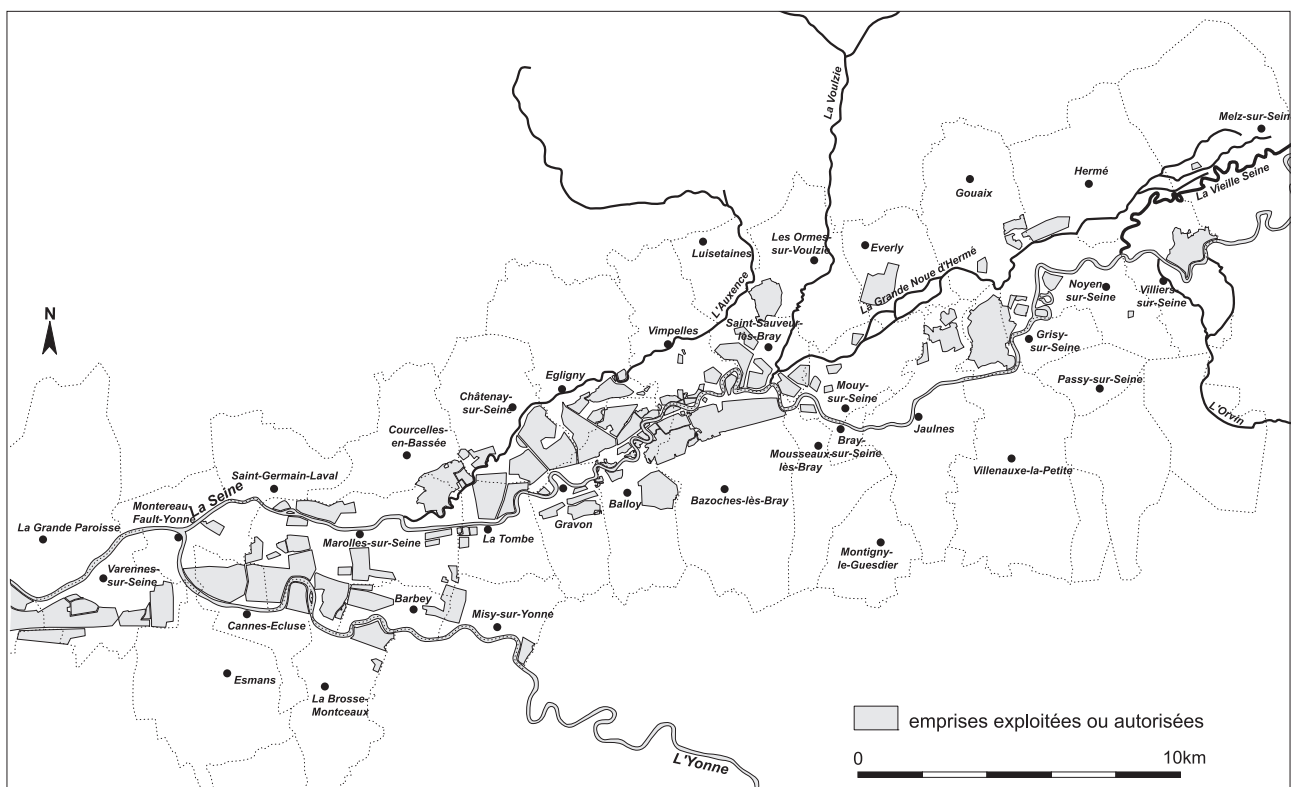 La Voulzie
Melz-sur-Sein
Hermé
Gouaix
La Vieille Seine
Les Ormes-
sur-Voulzie
Everly
Luisetaines
La Grande Noue d'Hermé
L'Auxence
Noyen
sur-Seine
Villiers
sur-Seine
N
Saint-Sauveur-
lès-Bray
Vimpelles
Grisy-
sur-Seine
Egligny
Passy-sur-Seine
Châtenay-
sur-Seine
Mouy-
sur-Seine
L'Orvin
Jaulnes
Courcelles-
en-Bassée
Bray-
sur-Seine
Mousseaux-
lès-Bray
Villenauxe-la-Petite
Saint-Germain-Laval
La Seine
Bazoches-lès-Bray
Balloy
Gravon
Montereau
Fault-Yonne
La Grande Paroisse
Marolles-sur-Seine
La Tombe
Montigny-
le-Guesdier
Varennes-
sur-Seine
Barbey
Cannes-Ecluse
Misy-sur-Yonne
Esmans
La Brosse-
Montceaux
L'Yonne
emprises exploitées ou autorisées
0 10km